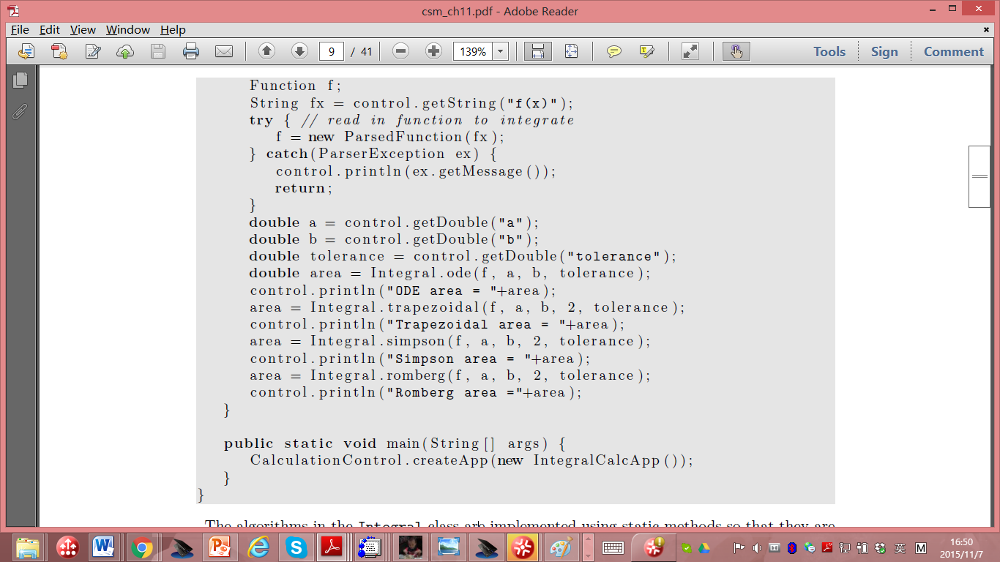 csm_ch11.pdf - Adobe Reader
File Edit View Window Help
9 / 41 139% Tools Sign Comment
Function f;
String fx = control.getString("f(x)");
try { // read in function to integrate
f = new ParsedFunction(fx);
} catch(ParserException ex) {
control.println(ex.getMessage());
return;
}
double a = control.getDouble("a");
double b = control.getDouble("b");
double tolerance = control.getDouble("tolerance");
double area = Integral.ode(f, a, b, tolerance);
control.println("ODE area = "+area);
area = Integral.trapezoidal(f, a, b, 2, tolerance);
control.println("Trapezoidal area = "+area);
area = Integral.simpson(f, a, b, 2, tolerance);
control.println("Simpson area = "+area);
area = Integral.romberg(f, a, b, 2, tolerance);
control.println("Romberg area ="+area);
}
public static void main(String[] args) {
CalculationControl.createApp(new IntegralCalcApp());
}
}
The algorithms in the Integral class are implemented using static methods so that they are
英 M 16:50
2015/11/7